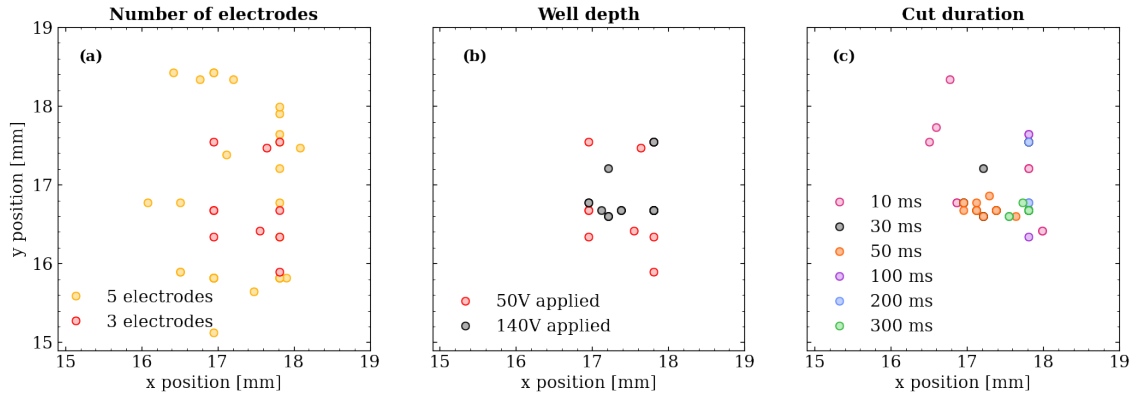 Number of electrodes
Well depth
Cut duration
(a)
(b)
(c)
y position [mm]
19
18
17
16
15
5 electrodes
3 electrodes
50V applied
140V applied
10 ms
30 ms
50 ms
100 ms
200 ms
300 ms
15 16 17 18 19
15 16 17 18 19
15 16 17 18 19
x position [mm]
x position [mm]
x position [mm]